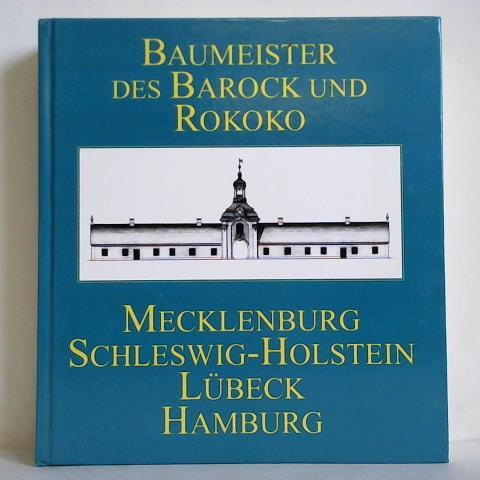 BAUMEISTER
DES BAROCK UND
ROKOKO
MECKLENBURG
SCHLESWIG-HOLSTEIN
LÜBECK
HAMBURG